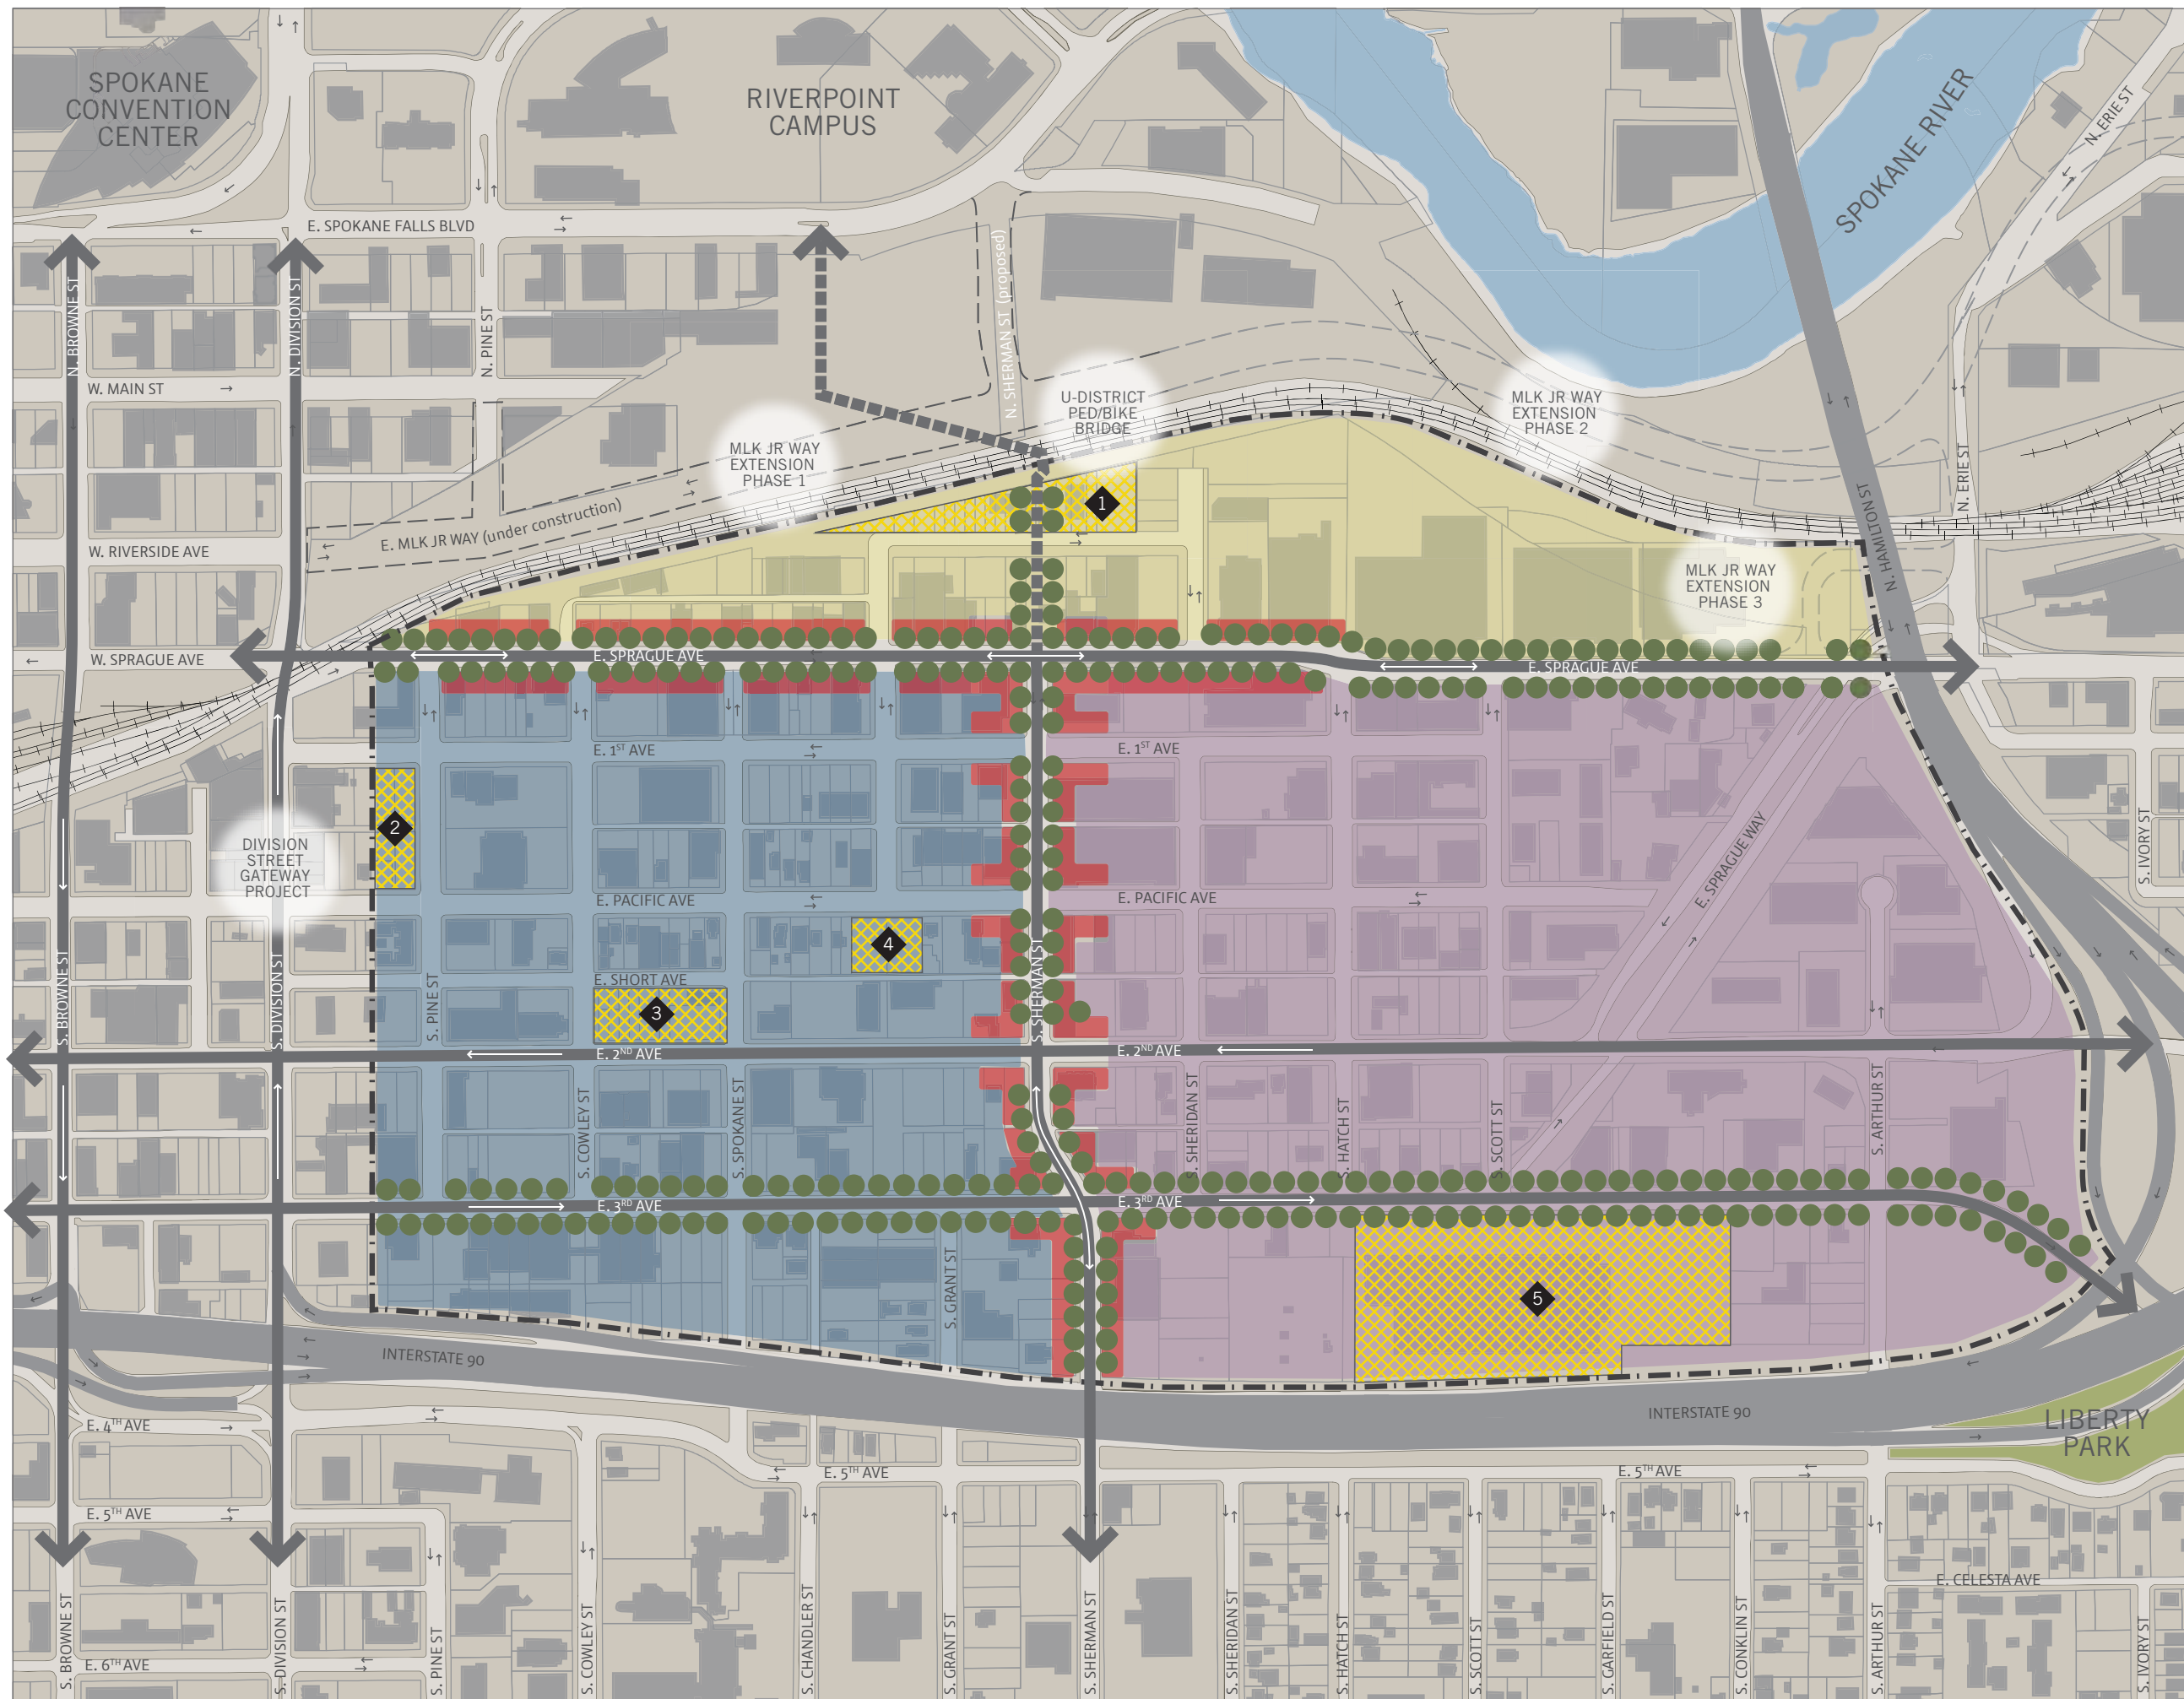 SPOKANE
CONVENTION
CENTER
RIVERPOINT
CAMPUS
SPOKANE RIVER
N. ERIE ST
E. SPOKANE FALLS BLVD
N. BROWNE ST
N. DIVISION ST
N. PINE ST
N. SHERMAN ST (proposed)
W. MAIN ST
U-DISTRICT
PED/BIKE
BRIDGE
MLK JR WAY
EXTENSION
PHASE 2
MLK JR WAY
EXTENSION
PHASE 1
N. ERIE ST
N. HAMILTON ST
1
E. MLK JR WAY (under construction)
W. RIVERSIDE AVE
MLK JR WAY
EXTENSION
PHASE 3
W. SPRAGUE AVE
E. SPRAGUE AVE
E. SPRAGUE AVE
E. 1ST AVE
E. 1ST AVE
2
DIVISION
STREET
GATEWAY
PROJECT
E. SPRAGUE WAY
S. IVORY ST
E. PACIFIC AVE
E. PACIFIC AVE
4
S. BROWNE ST
S. DIVISION ST
S. PINE ST
E. SHORT AVE
3
S. SHERMAN ST
E. 2ND AVE
E. 2ND AVE
S. COWLEY ST
S. SPOKANE ST
S. SHERIDAN ST
S. HATCH ST
S. SCOTT ST
S. ARTHUR ST
E. 3RD AVE
E. 3RD AVE
S. GRANT ST
5
INTERSTATE 90
INTERSTATE 90
LIBERTY
PARK
E. 4TH AVE
E. 5TH AVE
E. 5TH AVE
E. 5TH AVE
E. CELESTA AVE
E. 6TH AVE
S. BROWNE ST
S. DIVISION ST
S. PINE ST
S. COWLEY ST
S. CHANDLER ST
S. GRANT ST
S. SHERMAN ST
S. SHERIDAN ST
S. HATCH ST
S. SCOTT ST
S. GARFIELD ST
S. CONKLIN ST
S. ARTHUR ST
S. IVORY ST